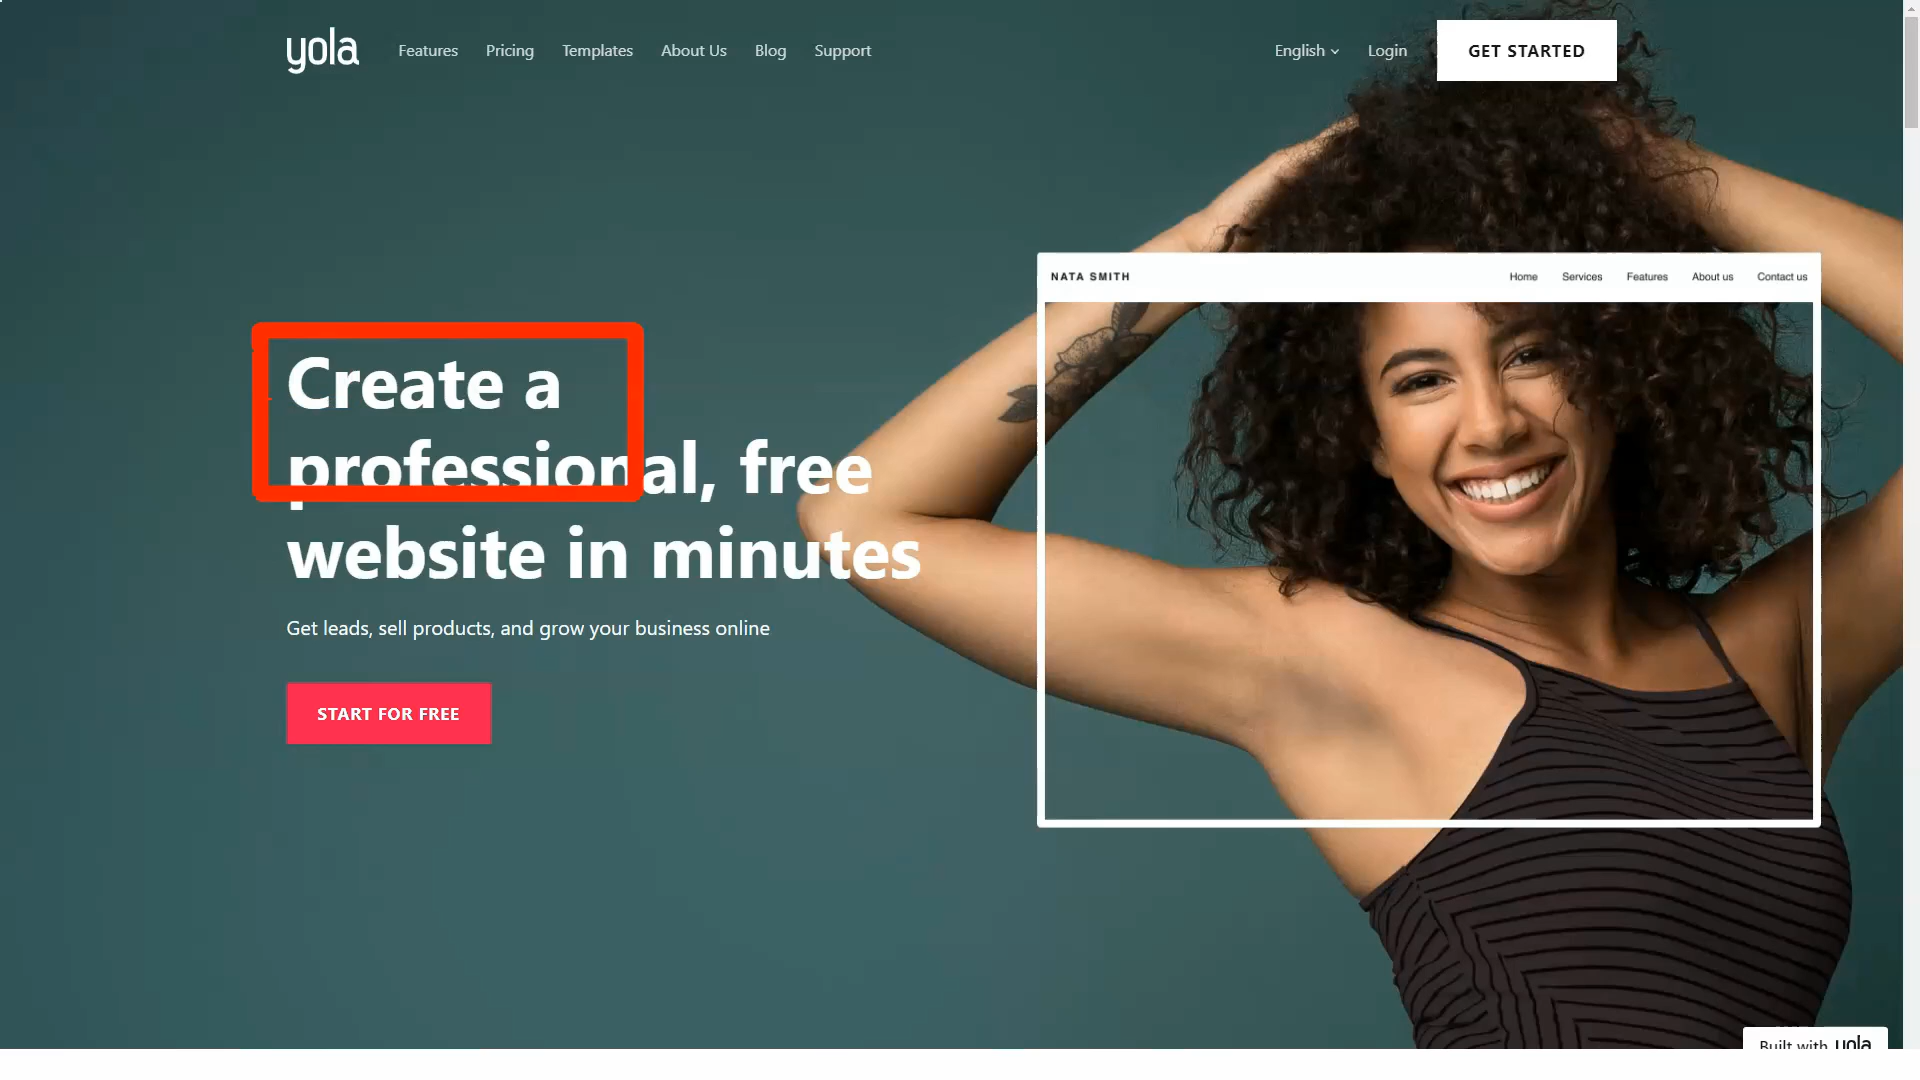 yola Features Pricing Templates About Us Blog Support English Login GET STARTED
NATA SMITH Home Services Features About us Contact us
Create a
professional, free
website in minutes
Get leads, sell products, and grow your business online
START FOR FREE
Built with yola